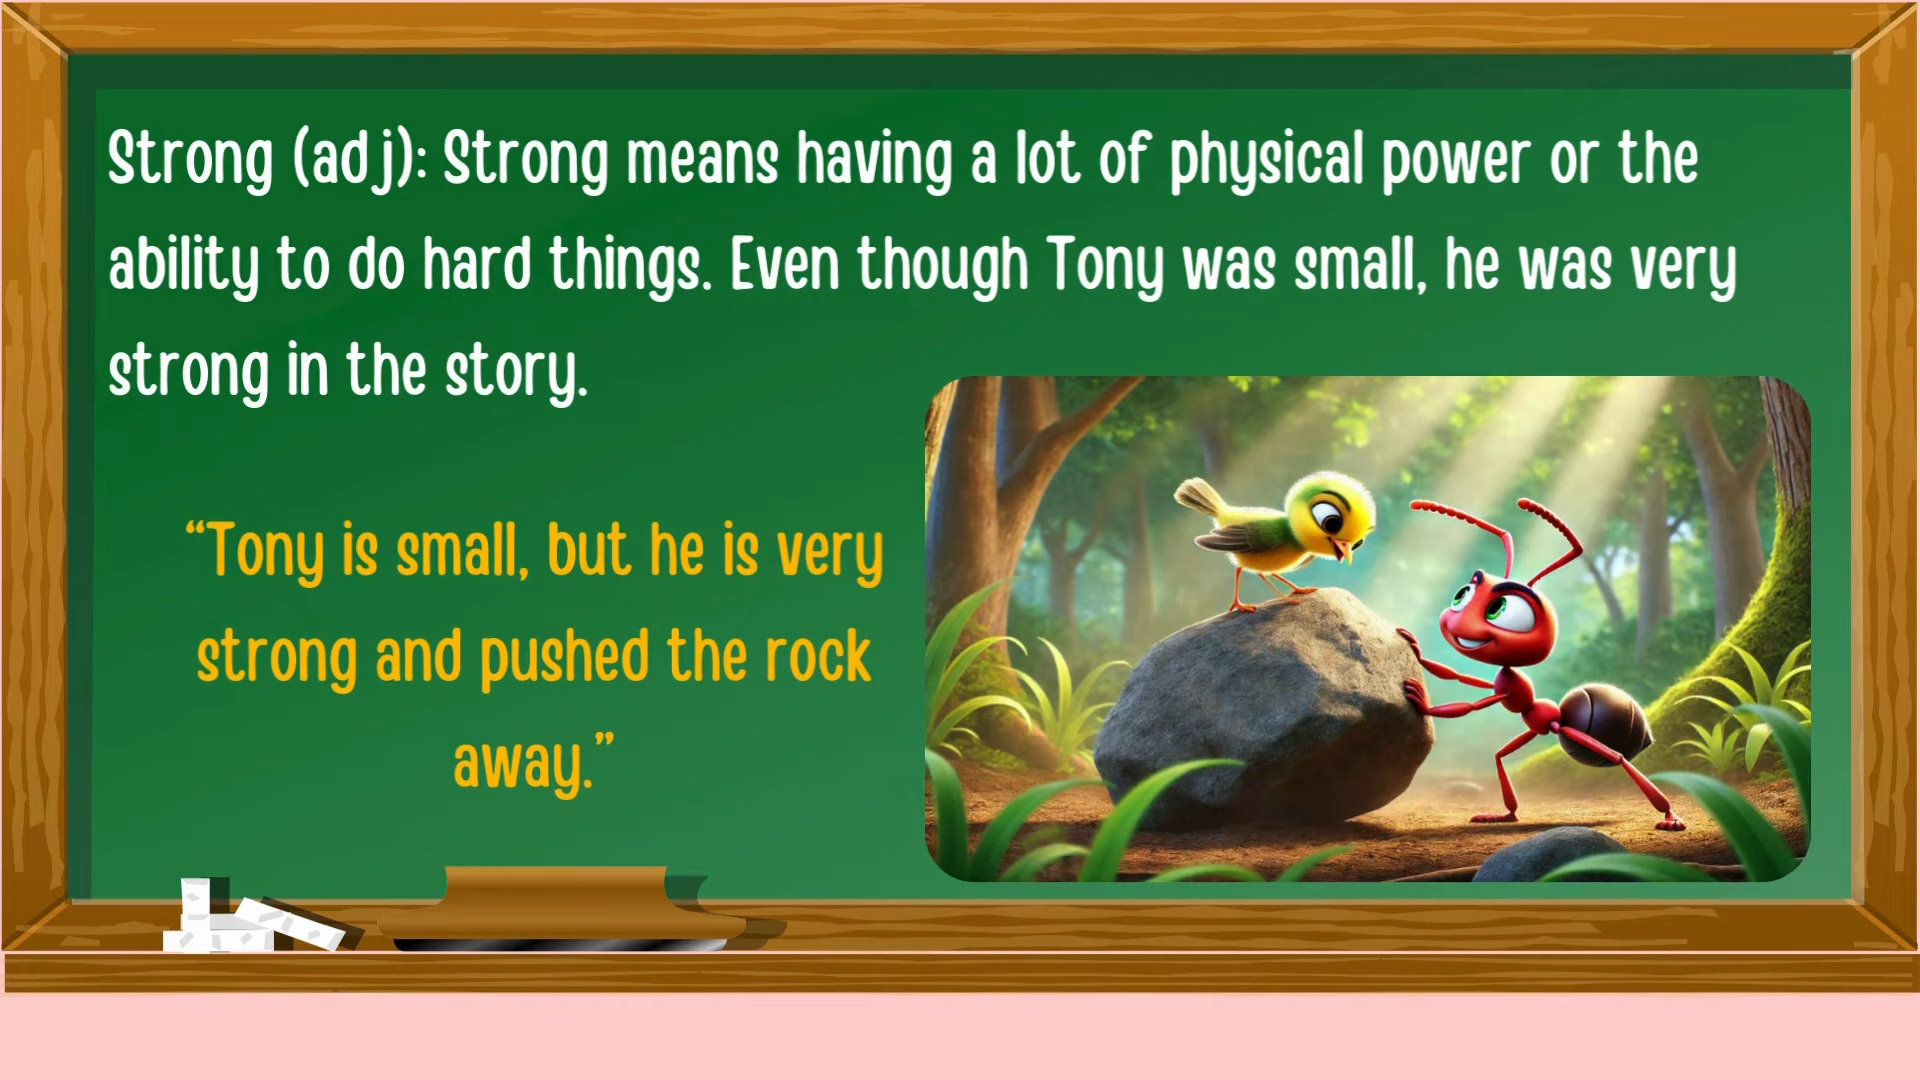 Strong (adj): Strong means having a lot of physical power or the
ability to do hard things. Even though Tony was small, he was very
strong in the story.
“Tony is small, but he is very
strong and pushed the rock
away.”